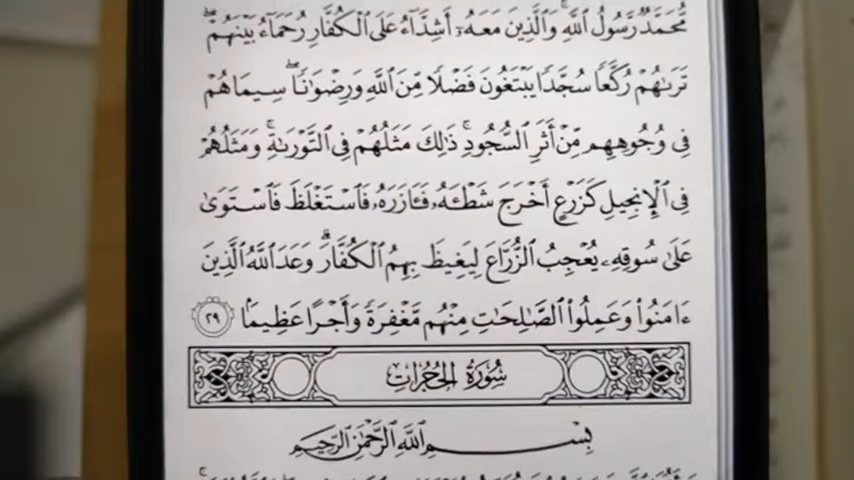 مُّحَمَّدٌ رَّسُولُ ٱللَّهِۚ وَٱلَّذِينَ مَعَهُۥٓ أَشِدَّآءُ عَلَى ٱلۡكُفَّارِ رُحَمَآءُ بَيۡنَهُمۡۖ
تَرَىٰهُمۡ رُكَّعٗا سُجَّدٗا يَبۡتَغُونَ فَضۡلٗا مِّنَ ٱللَّهِ وَرِضۡوَٰنٗاۖ سِيمَاهُمۡ
فِي وُجُوهِهِم مِّنۡ أَثَرِ ٱلسُّجُودِۚ ذَٰلِكَ مَثَلُهُمۡ فِي ٱلتَّوۡرَىٰةِۚ وَمَثَلُهُمۡ
فِي ٱلۡإِنجِيلِ كَزَرۡعٍ أَخۡرَجَ شَطۡـَٔهُۥ فَـَٔازَرَهُۥ فَٱسۡتَغۡلَظَ فَٱسۡتَوَىٰ
عَلَىٰ سُوقِهِۦ يُعۡجِبُ ٱلزُّرَّاعَ لِيَغِيظَ بِهِمُ ٱلۡكُفَّارَۗ وَعَدَ ٱللَّهُ ٱلَّذِينَ
ءَامَنُواْ وَعَمِلُواْ ٱلصَّٰلِحَٰتِ مِنۡهُم مَّغۡفِرَةٗ وَأَجۡرًا عَظِيمَۢا ٢٩
سُورَةُ الحُجُرَاتِ
بِسۡمِ ٱللَّهِ ٱلرَّحۡمَٰنِ ٱلرَّحِيمِ